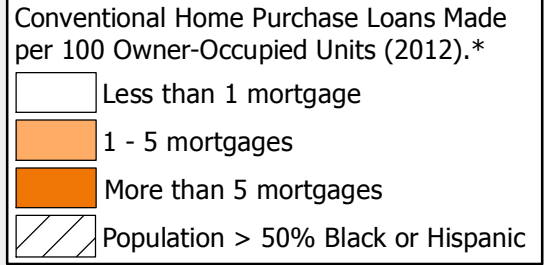 Conventional Home Purchase Loans Made
per 100 Owner-Occupied Units (2012).*
Less than 1 mortgage
1 - 5 mortgages
More than 5 mortgages
Population > 50% Black or Hispanic